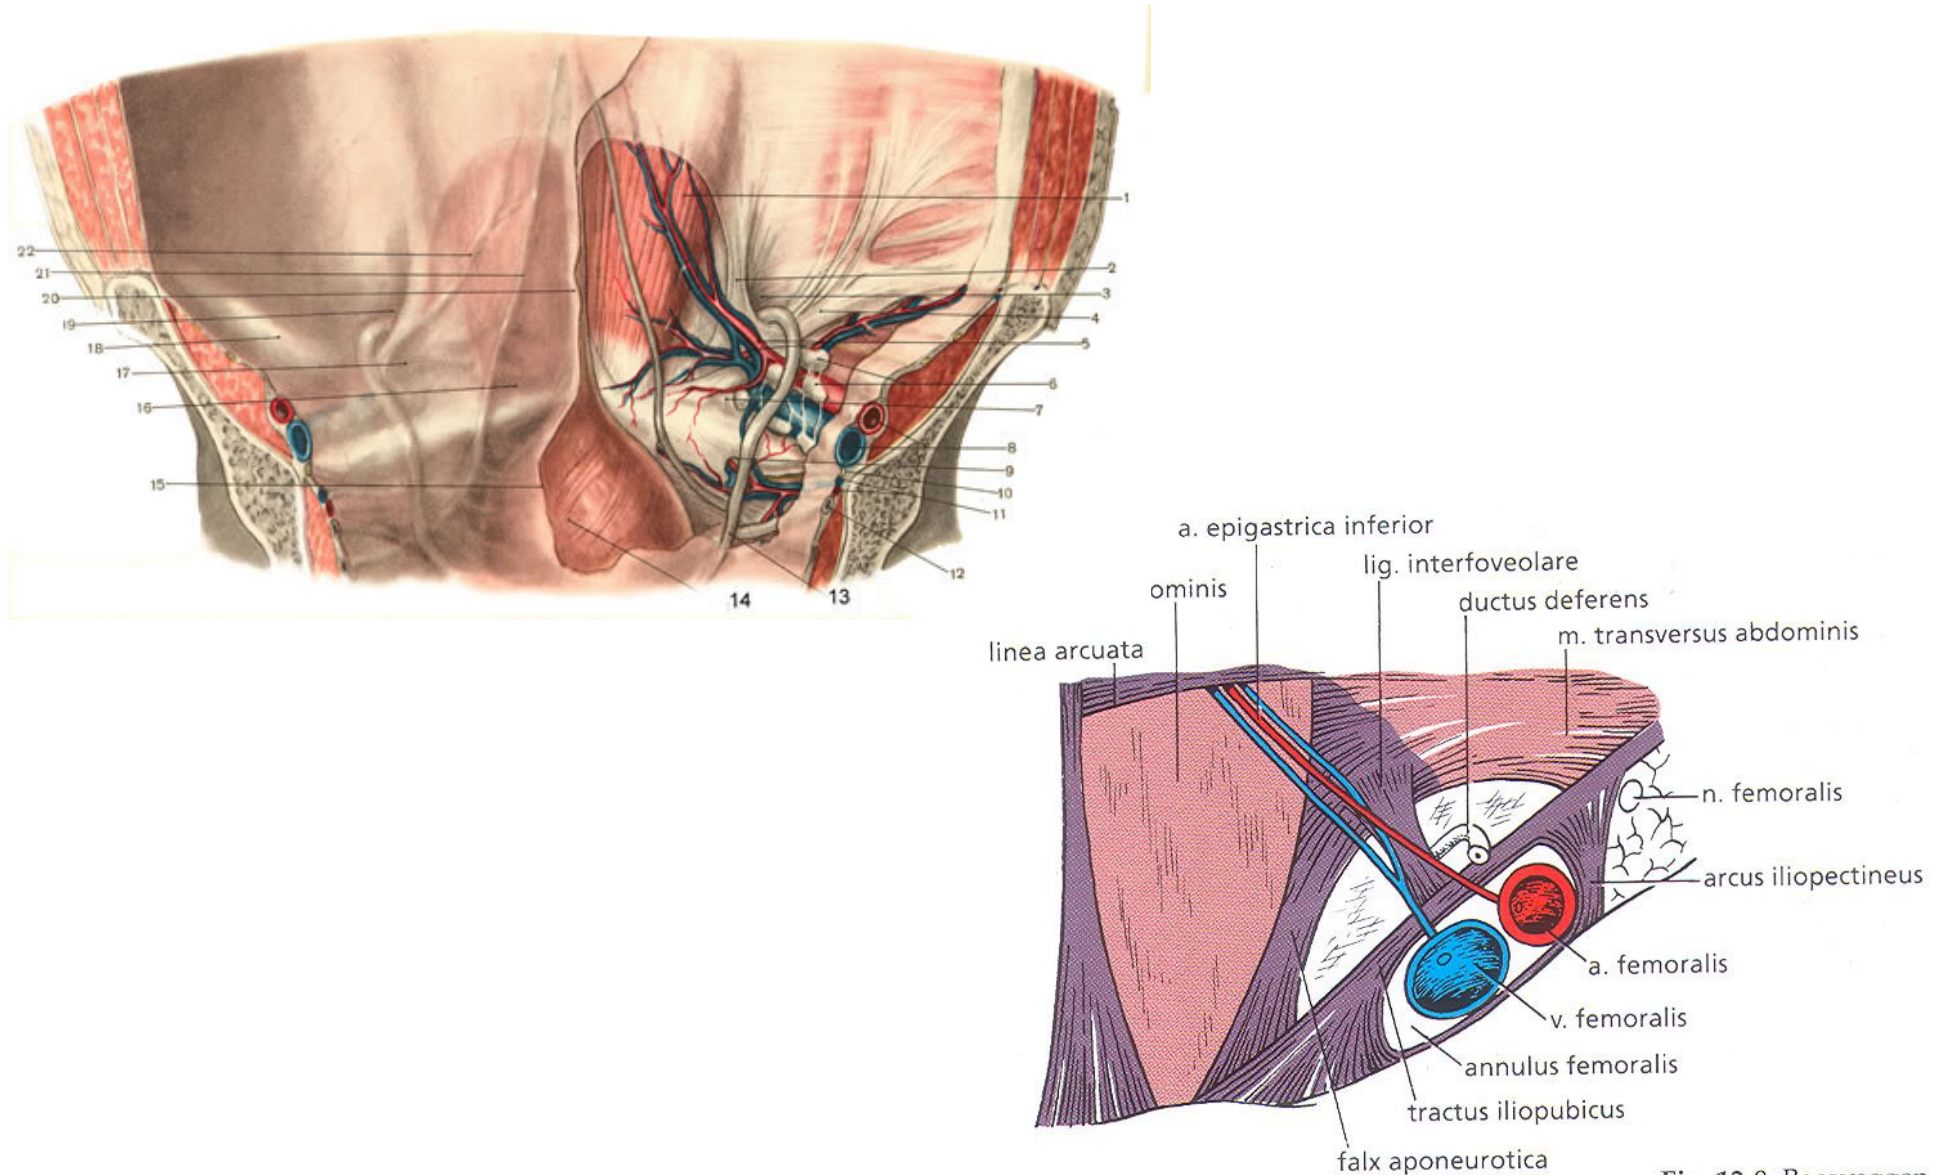 1
2
3
4
5
6
7
8
9
10
11
12
13
14
15
16
17
18
19
20
21
22
a. epigastrica inferior
lig. interfoveolare
ominis
ductus deferens
m. transversus abdominis
linea arcuata
n. femoralis
arcus iliopectineus
a. femoralis
v. femoralis
annulus femoralis
tractus iliopubicus
falx aponeurotica